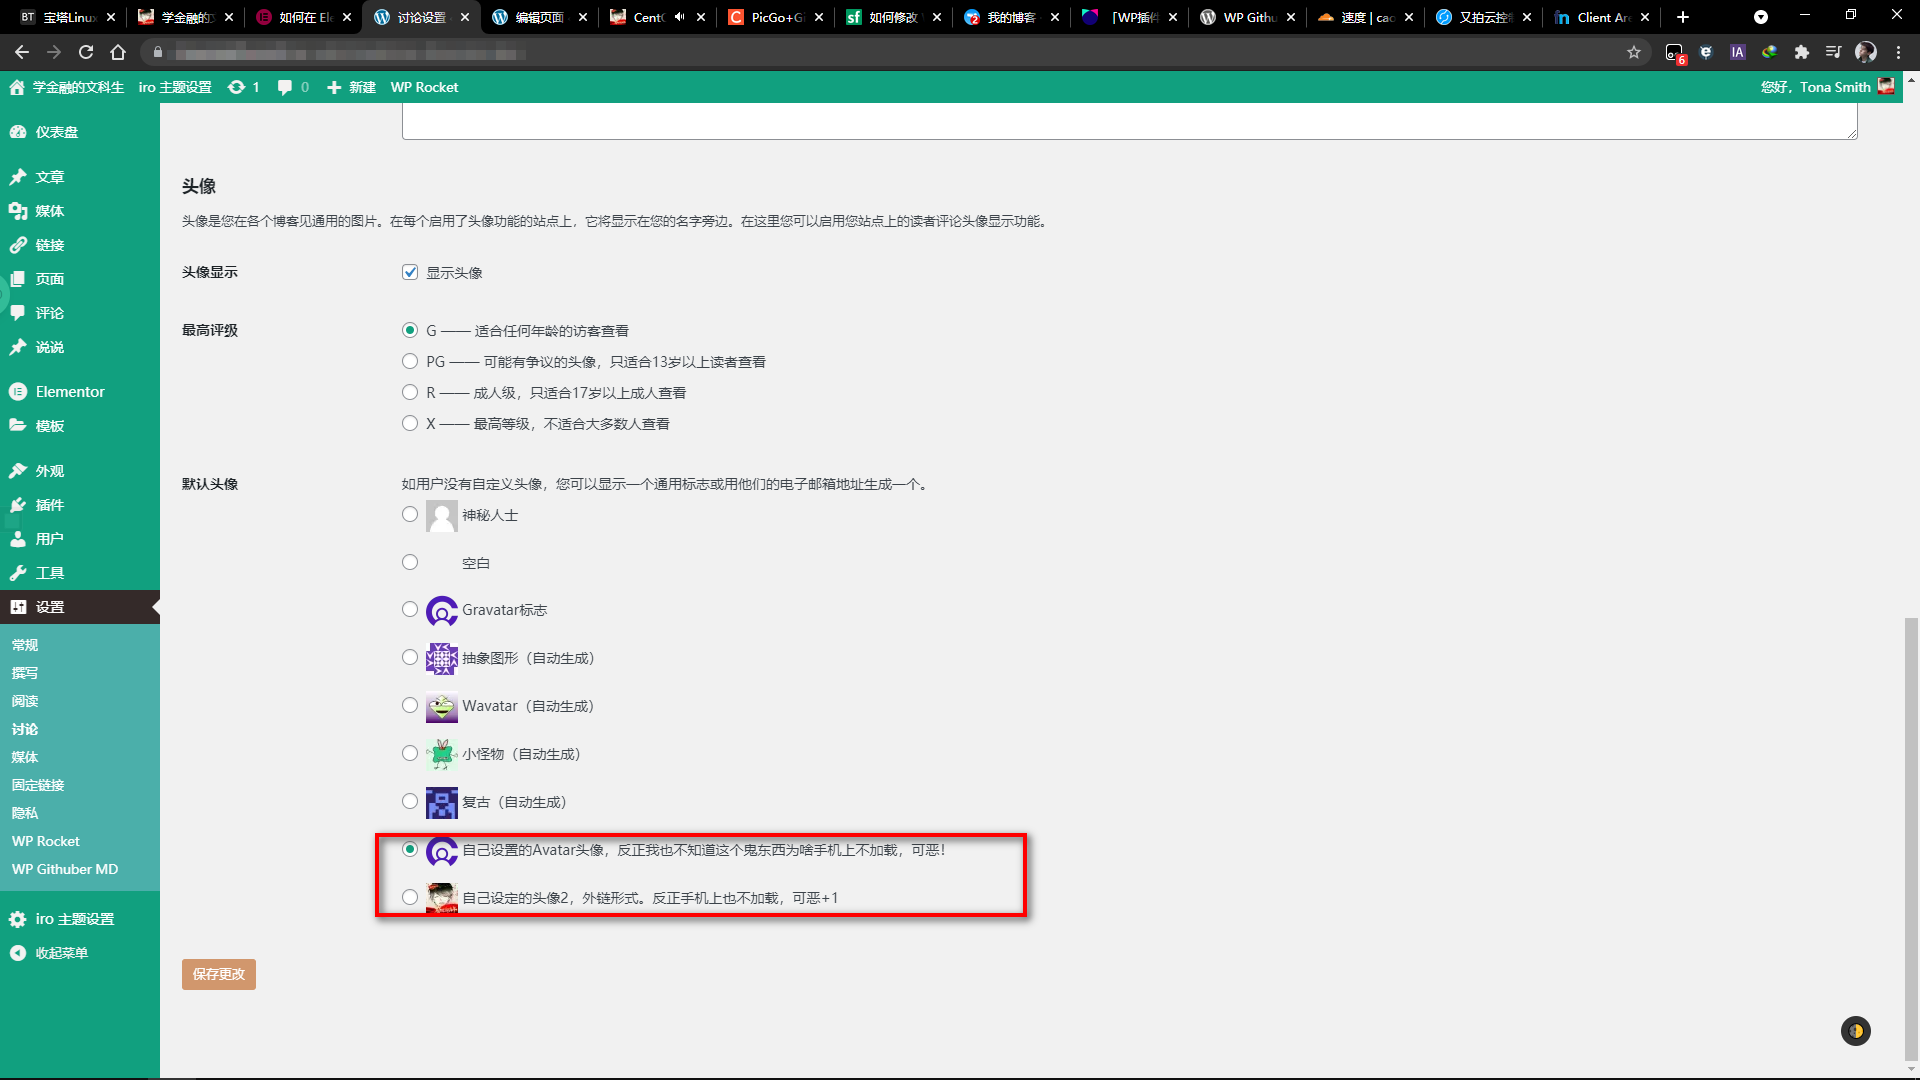 BT 宝塔Linux
学金融的文
如何在 Ele
讨论设置
编辑页面
Cent
PicGo+Gi
如何修改
我的博客
「WP插件
WP Githu
速度 | cao
又拍云控
Client Are
6
学金融的文科生
iro 主题设置
1
0
新建
WP Rocket
您好，Tona Smith
仪表盘
文章
媒体
链接
页面
评论
说说
Elementor
模板
外观
插件
用户
工具
设置
常规
撰写
阅读
讨论
媒体
固定链接
隐私
WP Rocket
WP Githuber MD
iro 主题设置
收起菜单
头像
头像是您在各个博客见通用的图片。在每个启用了头像功能的站点上，它将显示在您的名字旁边。在这里您可以启用您站点上的读者评论头像显示功能。
头像显示
显示头像
最高评级
G —— 适合任何年龄的访客查看
PG —— 可能有争议的头像，只适合13岁以上读者查看
R —— 成人级，只适合17岁以上成人查看
X —— 最高等级，不适合大多数人查看
默认头像
如用户没有自定义头像，您可以显示一个通用标志或用他们的电子邮箱地址生成一个。
神秘人士
空白
Gravatar标志
抽象图形（自动生成）
Wavatar（自动生成）
小怪物（自动生成）
复古（自动生成）
自己设置的Avatar头像，反正我也不知道这个鬼东西为啥手机上不加载，可恶！
自己设定的头像2，外链形式。反正手机上也不加载，可恶+1
保存更改